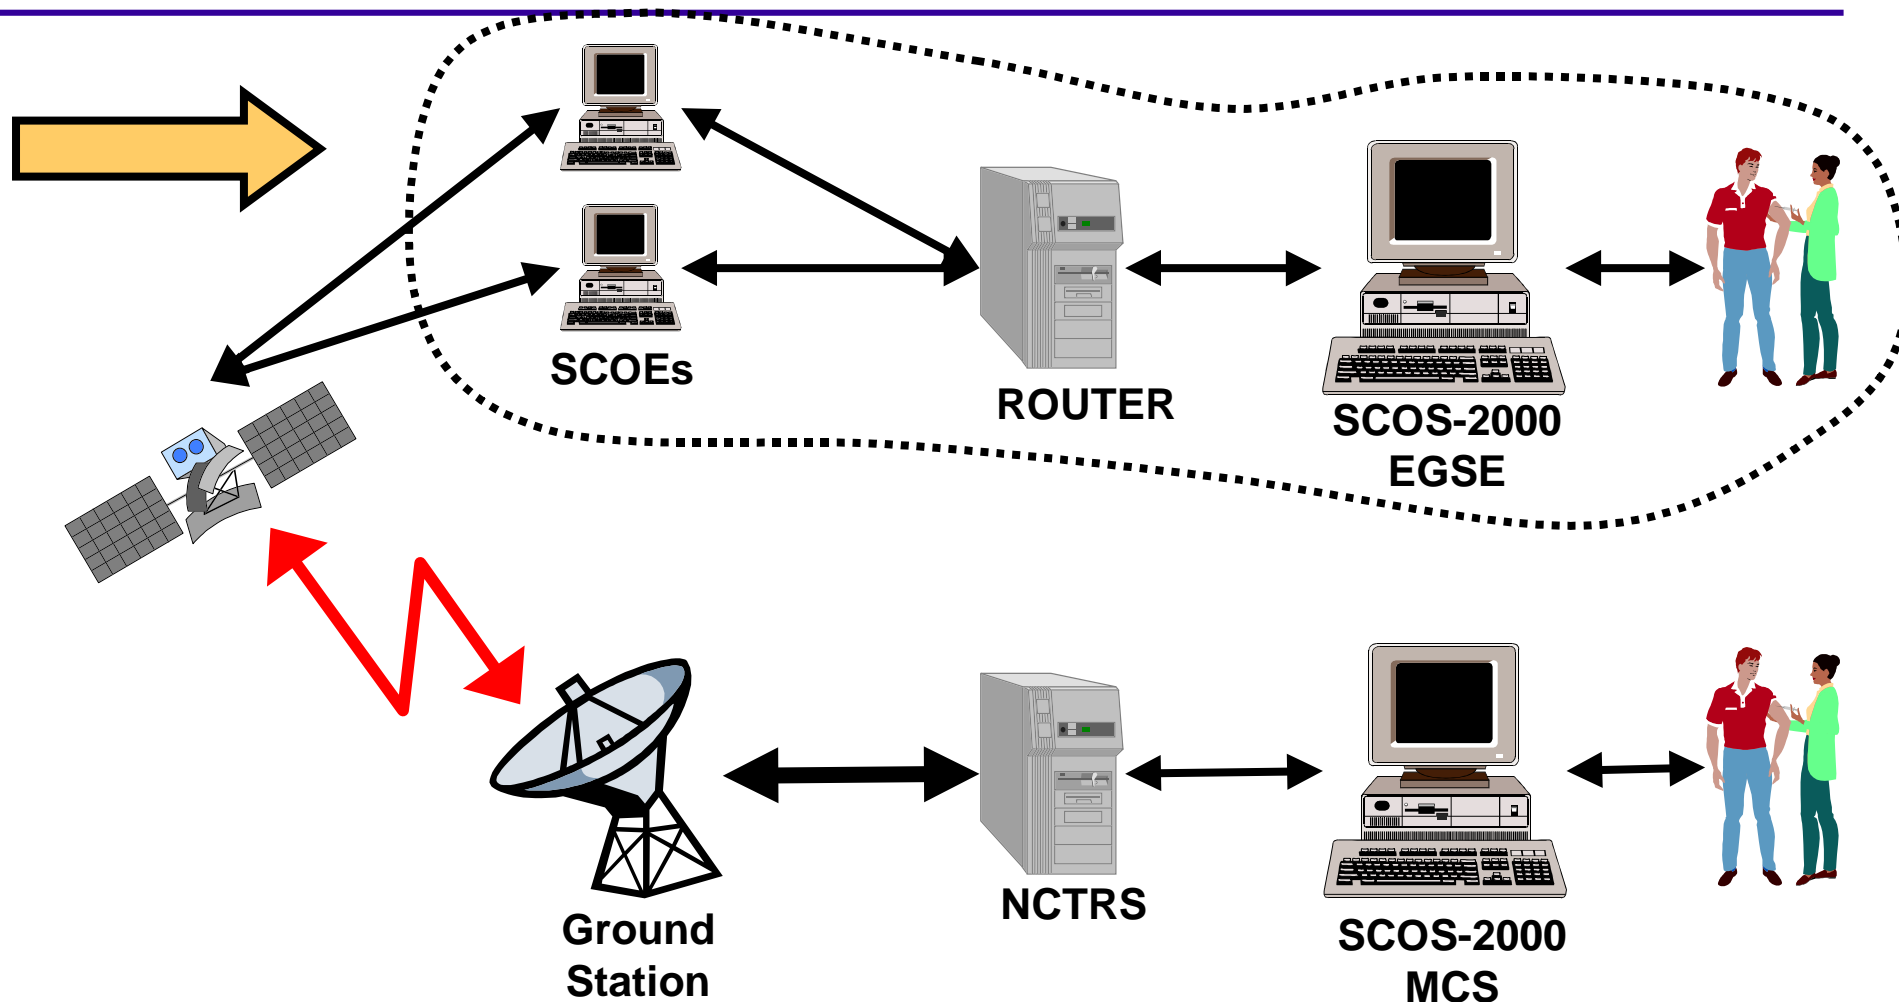 SCOEs
ROUTER
SCOS-2000
EGSE
Ground
Station
NCTRS
SCOS-2000
MCS